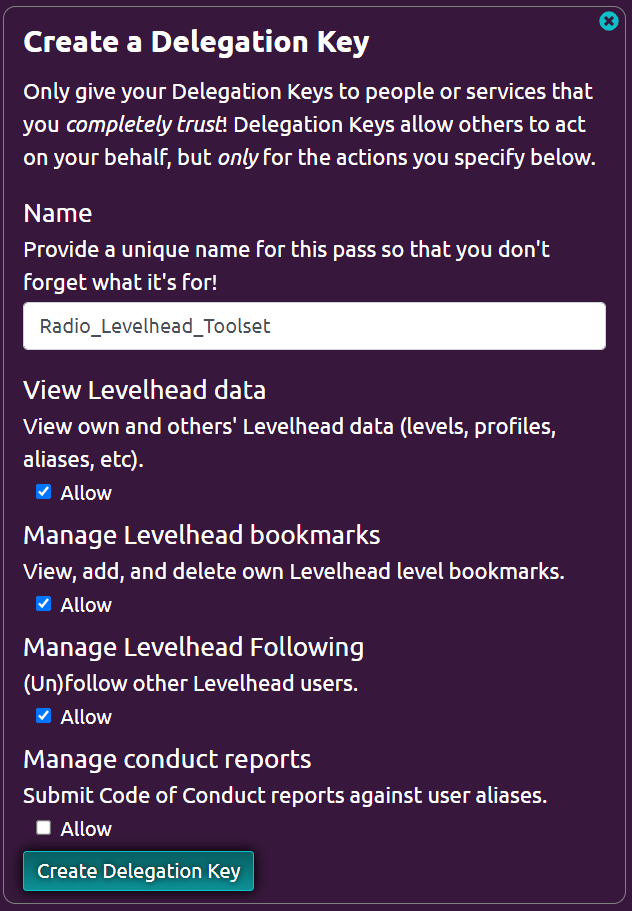 Create a Delegation Key
Only give your Delegation Keys to people or services that
you completely trust! Delegation Keys allow others to act
on your behalf, but only for the actions you specify below.
Name
Provide a unique name for this pass so that you don't
forget what it's for!
Radio_Levelhead_Toolset
View Levelhead data
View own and others' Levelhead data (levels, profiles,
aliases, etc).
Allow
Manage Levelhead bookmarks
View, add, and delete own Levelhead level bookmarks.
Allow
Manage Levelhead Following
(Un)follow other Levelhead users.
Allow
Manage conduct reports
Submit Code of Conduct reports against user aliases.
Allow
Create Delegation Key